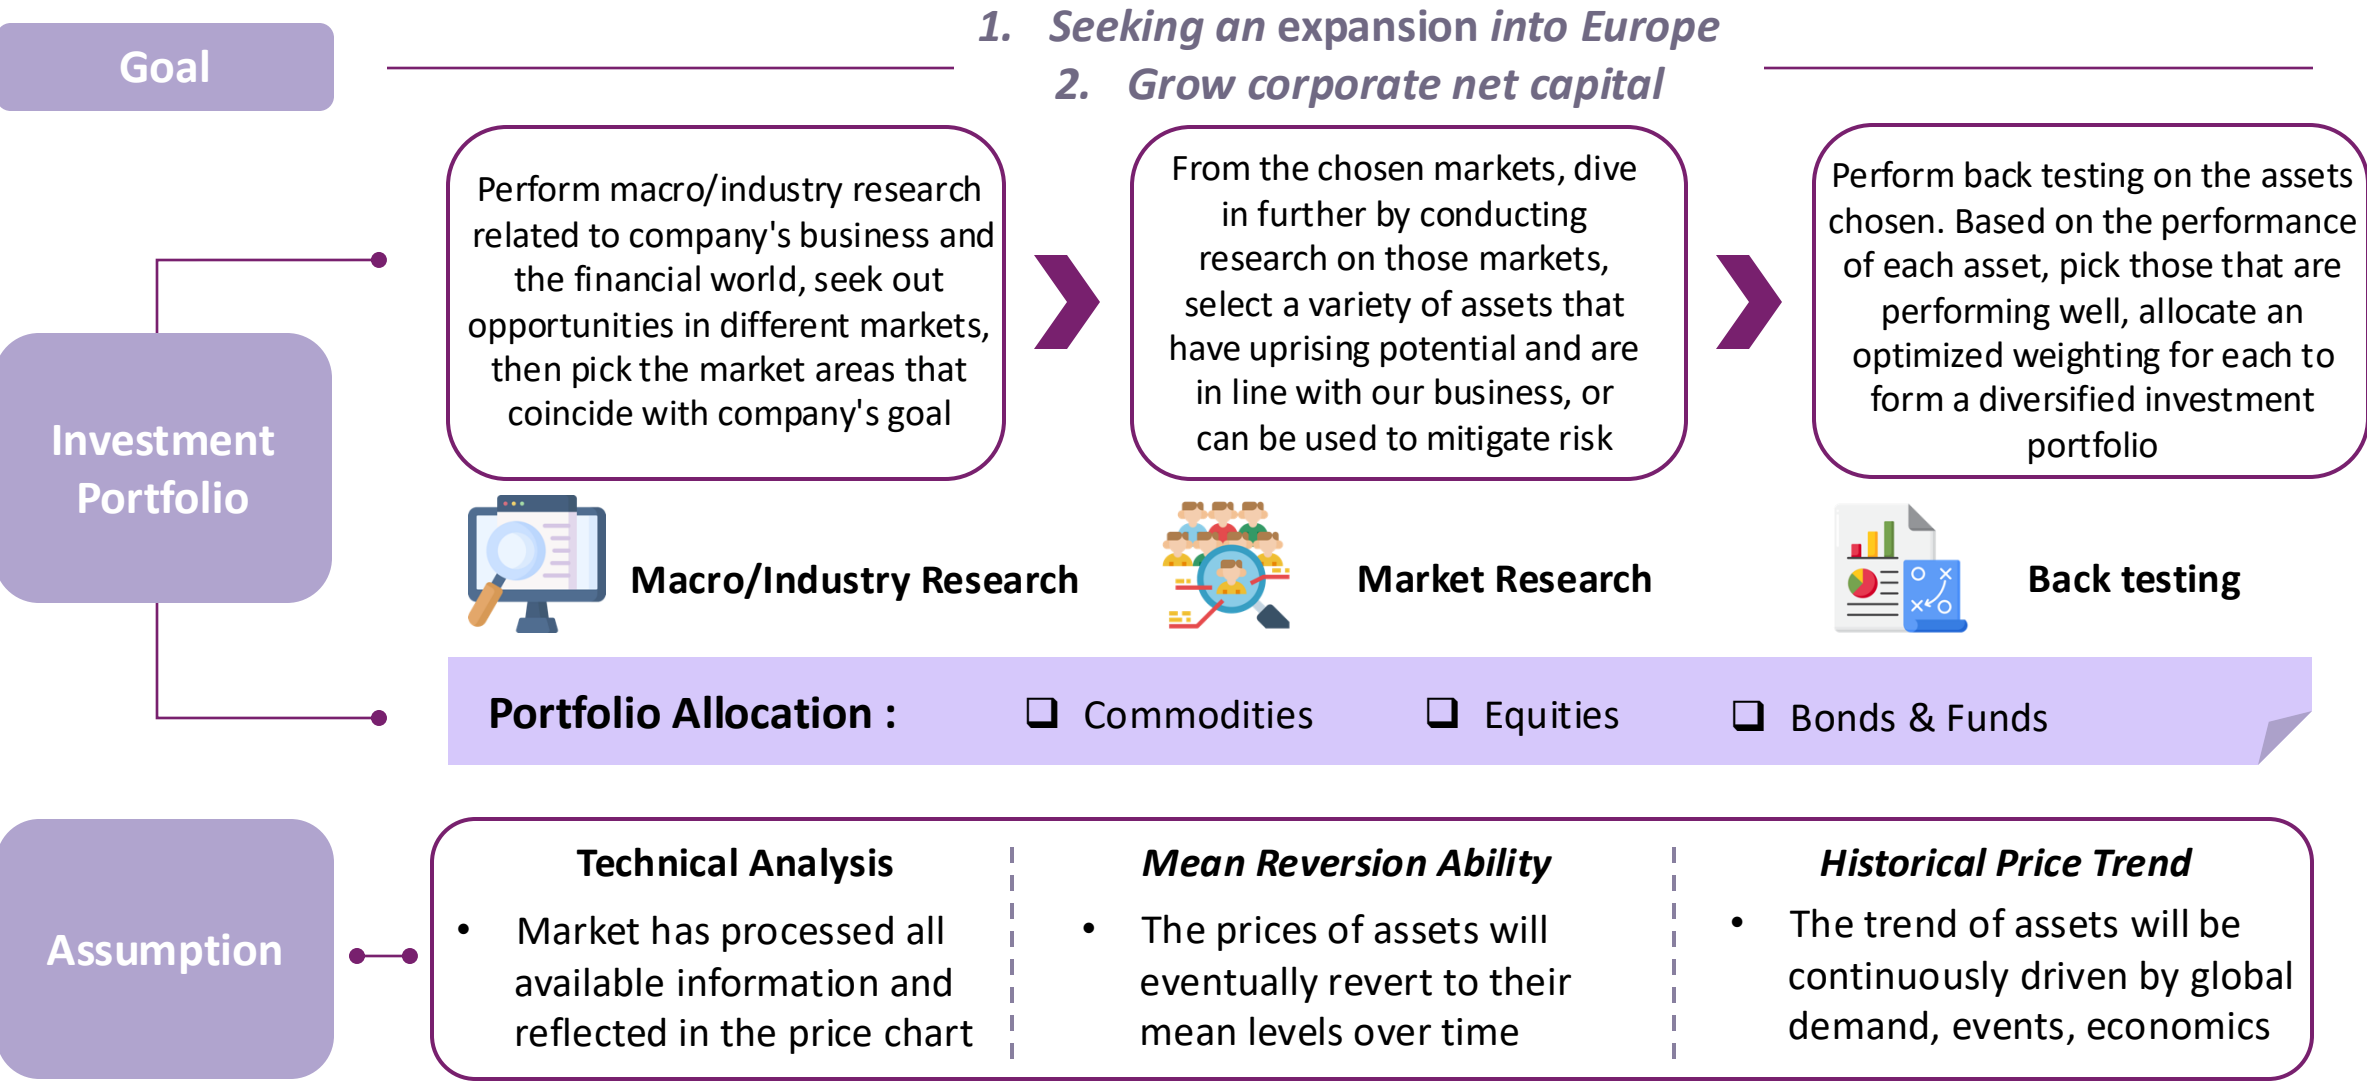 Goal
1. Seeking an expansion into Europe
2. Grow corporate net capital
Investment
Portfolio
Perform macro/industry research
related to company's business and
the financial world, seek out
opportunities in different markets,
then pick the market areas that
coincide with company's goal
From the chosen markets, dive
in further by conducting
research on those markets,
select a variety of assets that
have uprising potential and are
in line with our business, or
can be used to mitigate risk
Perform back testing on the assets
chosen. Based on the performance
of each asset, pick those that are
performing well, allocate an
optimized weighting for each to
form a diversified investment
portfolio
Macro/Industry Research
Market Research
Back testing
Portfolio Allocation :
❑ Commodities
❑ Equities
❑ Bonds & Funds
Assumption
Technical Analysis
• Market has processed all
available information and
reflected in the price chart
Mean Reversion Ability
• The prices of assets will
eventually revert to their
mean levels over time
Historical Price Trend
• The trend of assets will be
continuously driven by global
demand, events, economics